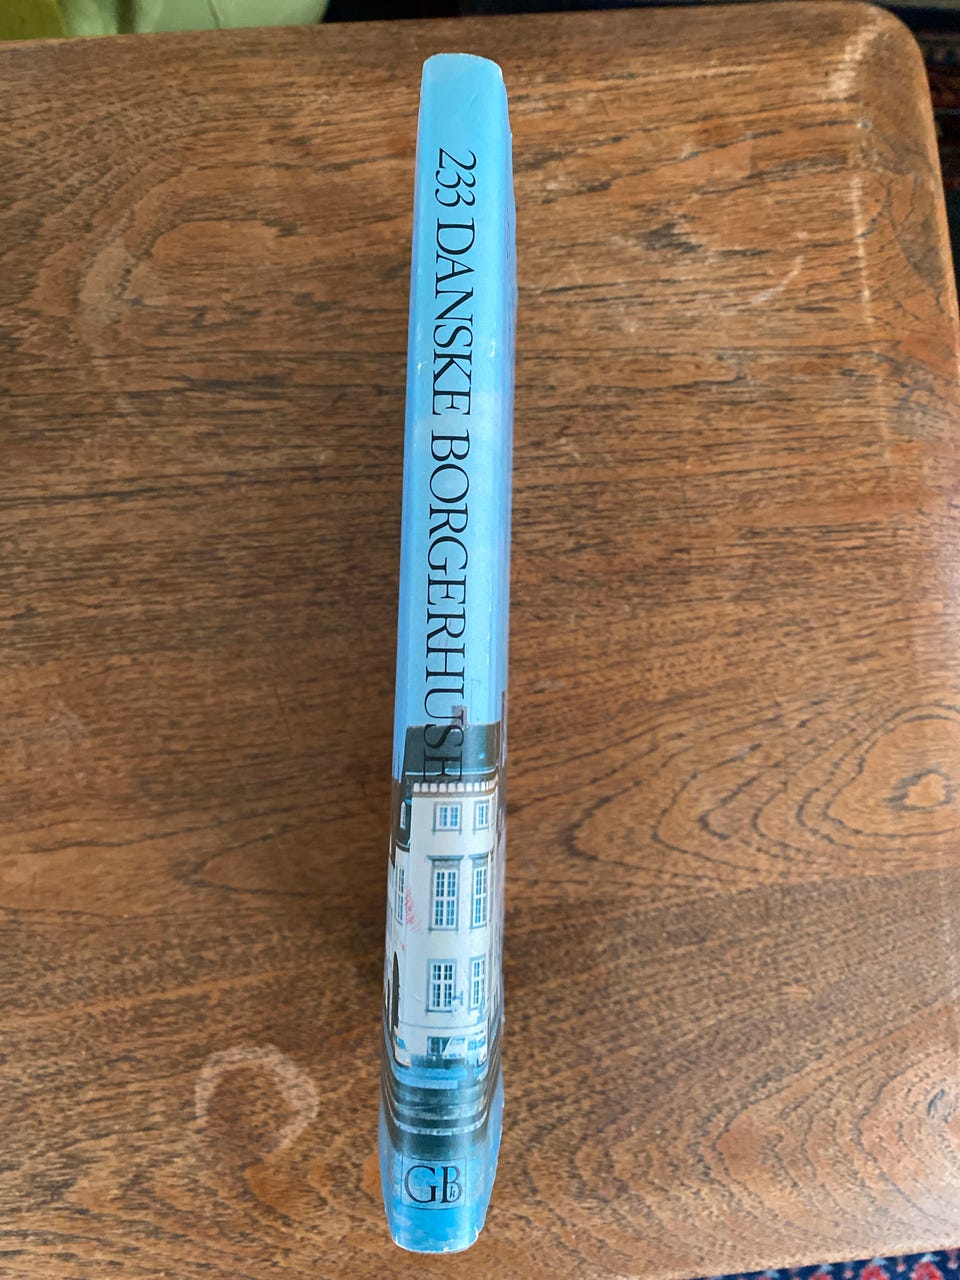 233 DANSKE BORGERHUSE
GB